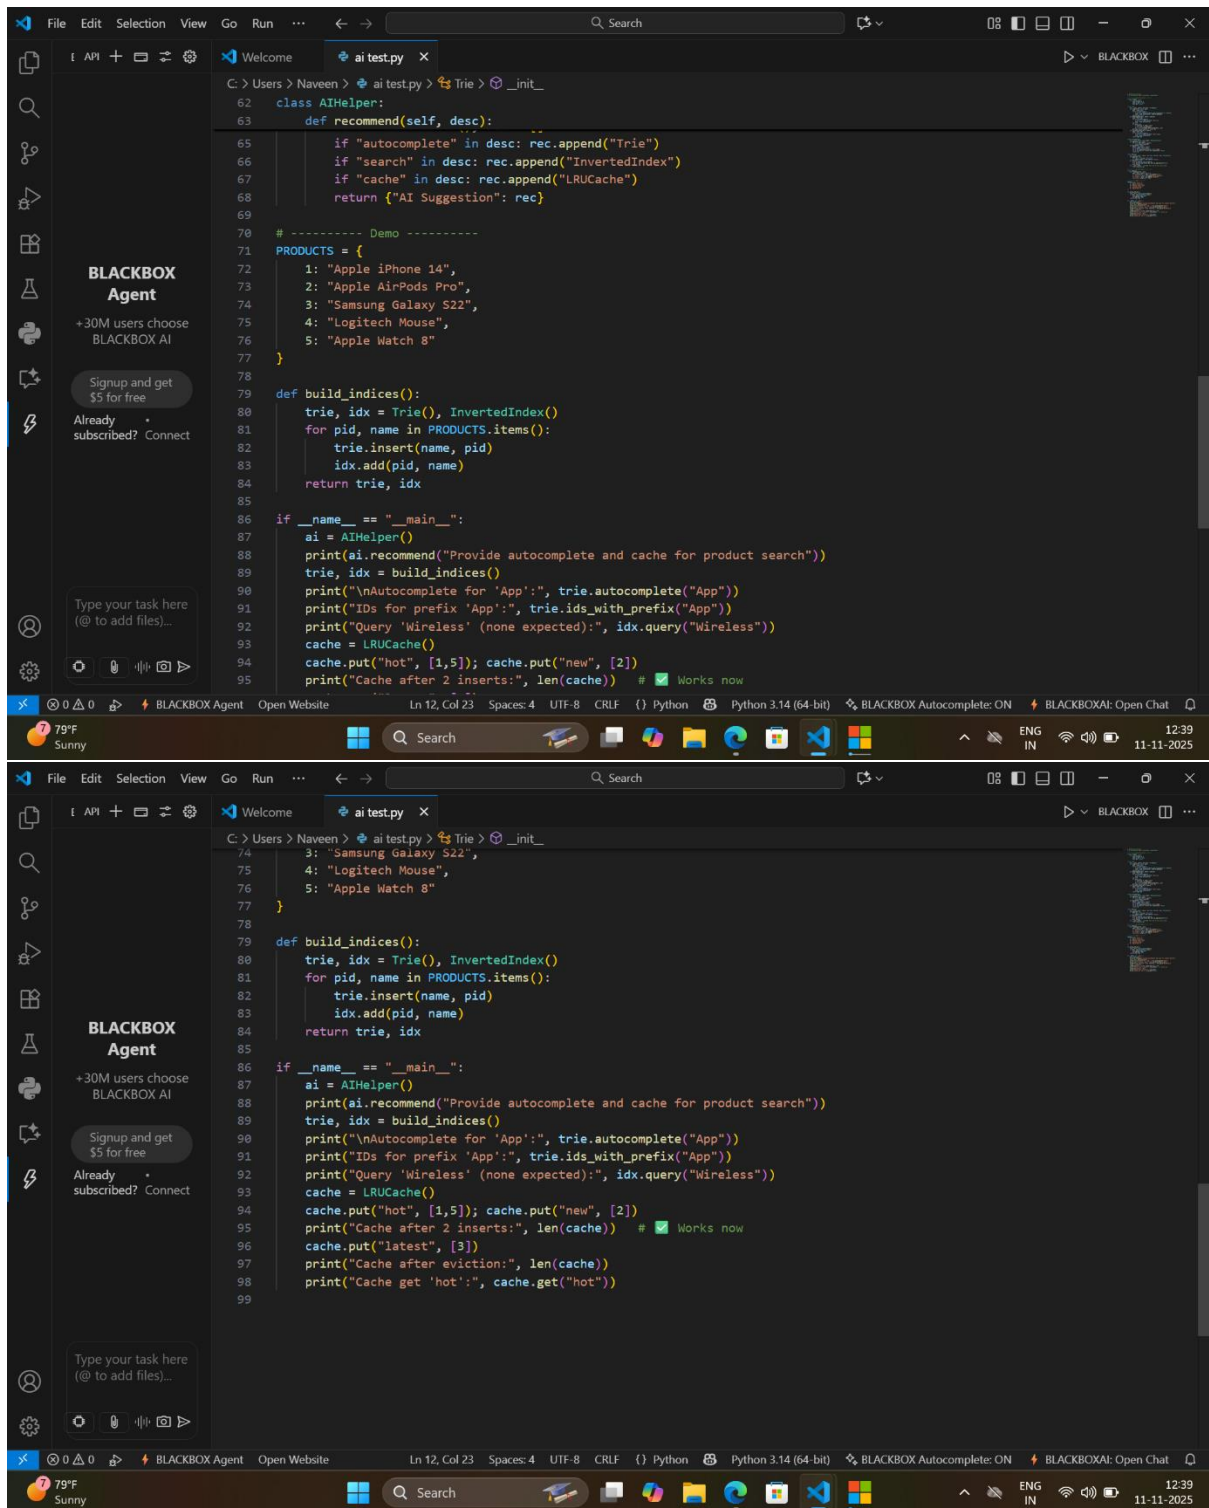 File Edit Selection View Go Run ··· Search
API
Welcome
ai test.py
BLACKBOX
C: > Users > Naveen > ai test.py > Trie > __init__
62 class AIHelper:
63 def recommend(self, desc):
65 if "autocomplete" in desc: rec.append("Trie")
66 if "search" in desc: rec.append("InvertedIndex")
67 if "cache" in desc: rec.append("LRUCache")
68 return {"AI Suggestion": rec}
69
70 # ---------- Demo ----------
71 PRODUCTS = {
72 1: "Apple iPhone 14",
73 2: "Apple AirPods Pro",
74 3: "Samsung Galaxy S22",
75 4: "Logitech Mouse",
76 5: "Apple Watch 8"
77 }
78
79 def build_indices():
80 trie, idx = Trie(), InvertedIndex()
81 for pid, name in PRODUCTS.items():
82 trie.insert(name, pid)
83 idx.add(pid, name)
84 return trie, idx
85
86 if __name__ == "__main__":
87 ai = AIHelper()
88 print(ai.recommend("Provide autocomplete and cache for product search"))
89 trie, idx = build_indices()
90 print("\nAutocomplete for 'App':", trie.autocomplete("App"))
91 print("IDs for prefix 'App':", trie.ids_with_prefix("App"))
92 print("Query 'Wireless' (none expected):", idx.query("Wireless"))
93 cache = LRUCache()
94 cache.put("hot", [1,5]); cache.put("new", [2])
95 print("Cache after 2 inserts:", len(cache)) # ✅ Works now
BLACKBOX
Agent
+30M users choose
BLACKBOX AI
Signup and get
$5 for free
Already
subscribed? Connect
Type your task here
(@ to add files)...
0 0 BLACKBOX Agent Open Website Ln 12, Col 23 Spaces: 4 UTF-8 CRLF {} Python Python 3.14 (64-bit) BLACKBOX Autocomplete: ON BLACKBOXAI: Open Chat
7 79°F
Sunny
Search
ENG
IN
12:39
11-11-2025
File Edit Selection View Go Run ··· Search
API
Welcome
ai test.py
BLACKBOX
C: > Users > Naveen > ai test.py > Trie > __init__
74 3: "Samsung Galaxy S22",
75 4: "Logitech Mouse",
76 5: "Apple Watch 8"
77 }
78
79 def build_indices():
80 trie, idx = Trie(), InvertedIndex()
81 for pid, name in PRODUCTS.items():
82 trie.insert(name, pid)
83 idx.add(pid, name)
84 return trie, idx
85
86 if __name__ == "__main__":
87 ai = AIHelper()
88 print(ai.recommend("Provide autocomplete and cache for product search"))
89 trie, idx = build_indices()
90 print("\nAutocomplete for 'App':", trie.autocomplete("App"))
91 print("IDs for prefix 'App':", trie.ids_with_prefix("App"))
92 print("Query 'Wireless' (none expected):", idx.query("Wireless"))
93 cache = LRUCache()
94 cache.put("hot", [1,5]); cache.put("new", [2])
95 print("Cache after 2 inserts:", len(cache)) # ✅ Works now
96 cache.put("latest", [3])
97 print("Cache after eviction:", len(cache))
98 print("Cache get 'hot':", cache.get("hot"))
99
BLACKBOX
Agent
+30M users choose
BLACKBOX AI
Signup and get
$5 for free
Already
subscribed? Connect
Type your task here
(@ to add files)...
0 0 BLACKBOX Agent Open Website Ln 12, Col 23 Spaces: 4 UTF-8 CRLF {} Python Python 3.14 (64-bit) BLACKBOX Autocomplete: ON BLACKBOXAI: Open Chat
7 79°F
Sunny
Search
ENG
IN
12:39
11-11-2025